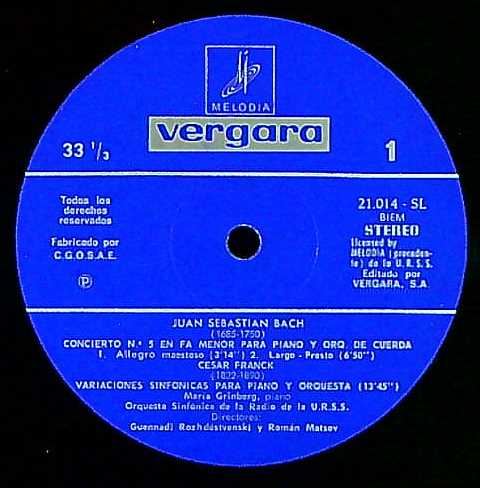 MELODIA
vergara
33 1/3
1
Todos los
derechos
reservados
Fabricado por
C.G.O.S.A.E.
P
21.014 - SL
BIEM
STEREO
Licensed by
MELODIA (proceden-
te) de la U.R.S.S.
Editado por
VERGARA, S.A
JUAN SEBASTIAN BACH
(1685-1750)
CONCIERTO N.º 5 EN FA MENOR PARA PIANO Y ORQ. DE CUERDA
1. Allegro maestoso (3'14") 2. Largo - Presto (6'50")
CESAR FRANCK
(1822-1890)
VARIACIONES SINFONICAS PARA PIANO Y ORQUESTA (13'45")
Maria Grinberg, piano
Orquesta Sinfónica de la Radio de la U.R.S.S.
Directores:
Guennadi Rozhdestvenski y Román Matsov